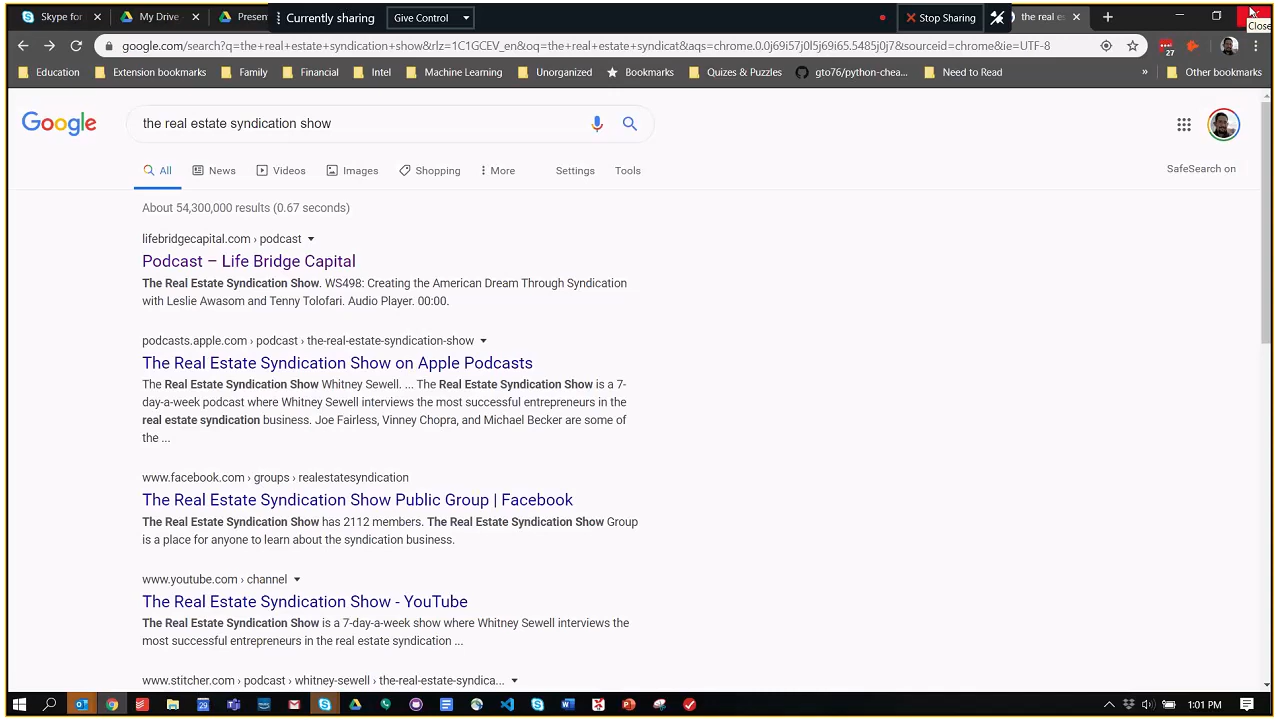 Skype for
My Drive
Presen
Currently sharing
Give Control
Stop Sharing
the real es
Close
google.com/search?q=the+real+estate+syndication+show&rlz=1C1GCEV_en&oq=the+real+estate+syndicat&aqs=chrome.0.0j69i57j0l5j69i65.5485j0j7&sourceid=chrome&ie=UTF-8
27
Education
Extension bookmarks
Family
Financial
Intel
Machine Learning
Unorganized
Bookmarks
Quizes & Puzzles
gto76/python-chea...
Need to Read
»
Other bookmarks
Google
the real estate syndication show
All
News
Videos
Images
Shopping
More
Settings
Tools
SafeSearch on
About 54,300,000 results (0.67 seconds)
lifebridgecapital.com › podcast
Podcast – Life Bridge Capital
The Real Estate Syndication Show. WS498: Creating the American Dream Through Syndication
with Leslie Awasom and Tenny Tolofari. Audio Player. 00:00.
podcasts.apple.com › podcast › the-real-estate-syndication-show
The Real Estate Syndication Show on Apple Podcasts
The Real Estate Syndication Show Whitney Sewell. ... The Real Estate Syndication Show is a 7-
day-a-week podcast where Whitney Sewell interviews the most successful entrepreneurs in the
real estate syndication business. Joe Fairless, Vinney Chopra, and Michael Becker are some of
the ...
www.facebook.com › groups › realestatesyndication
The Real Estate Syndication Show Public Group | Facebook
The Real Estate Syndication Show has 2112 members. The Real Estate Syndication Show Group
is a place for anyone to learn about the syndication business.
www.youtube.com › channel
The Real Estate Syndication Show - YouTube
The Real Estate Syndication Show is a 7-day-a-week show where Whitney Sewell interviews the
most successful entrepreneurs in the real estate syndication ...
www.stitcher.com › podcast › whitney-sewell › the-real-estate-syndica...
1:01 PM